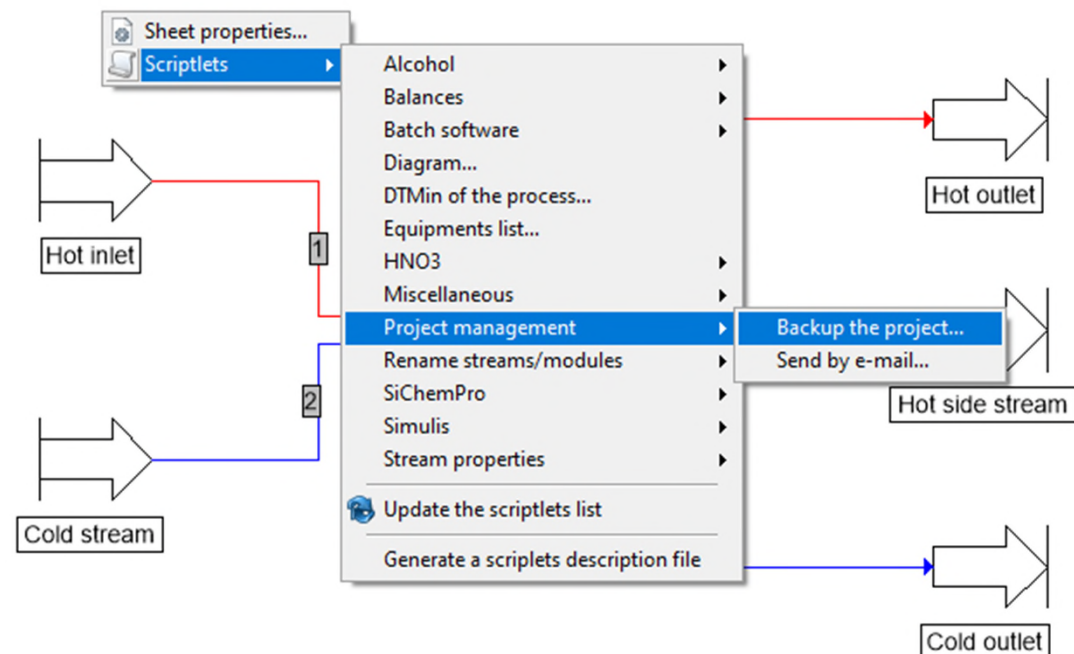 Sheet properties...
Scriptlets
Alcohol
Balances
Batch software
Diagram...
DTMin of the process...
Equipments list...
HNO3
Miscellaneous
Project management
Rename streams/modules
SiChemPro
Simulis
Stream properties
Update the scriptlets list
Generate a scriplets description file
Backup the project...
Send by e-mail...
Hot inlet
1
2
Cold stream
Hot outlet
Hot side stream
Cold outlet